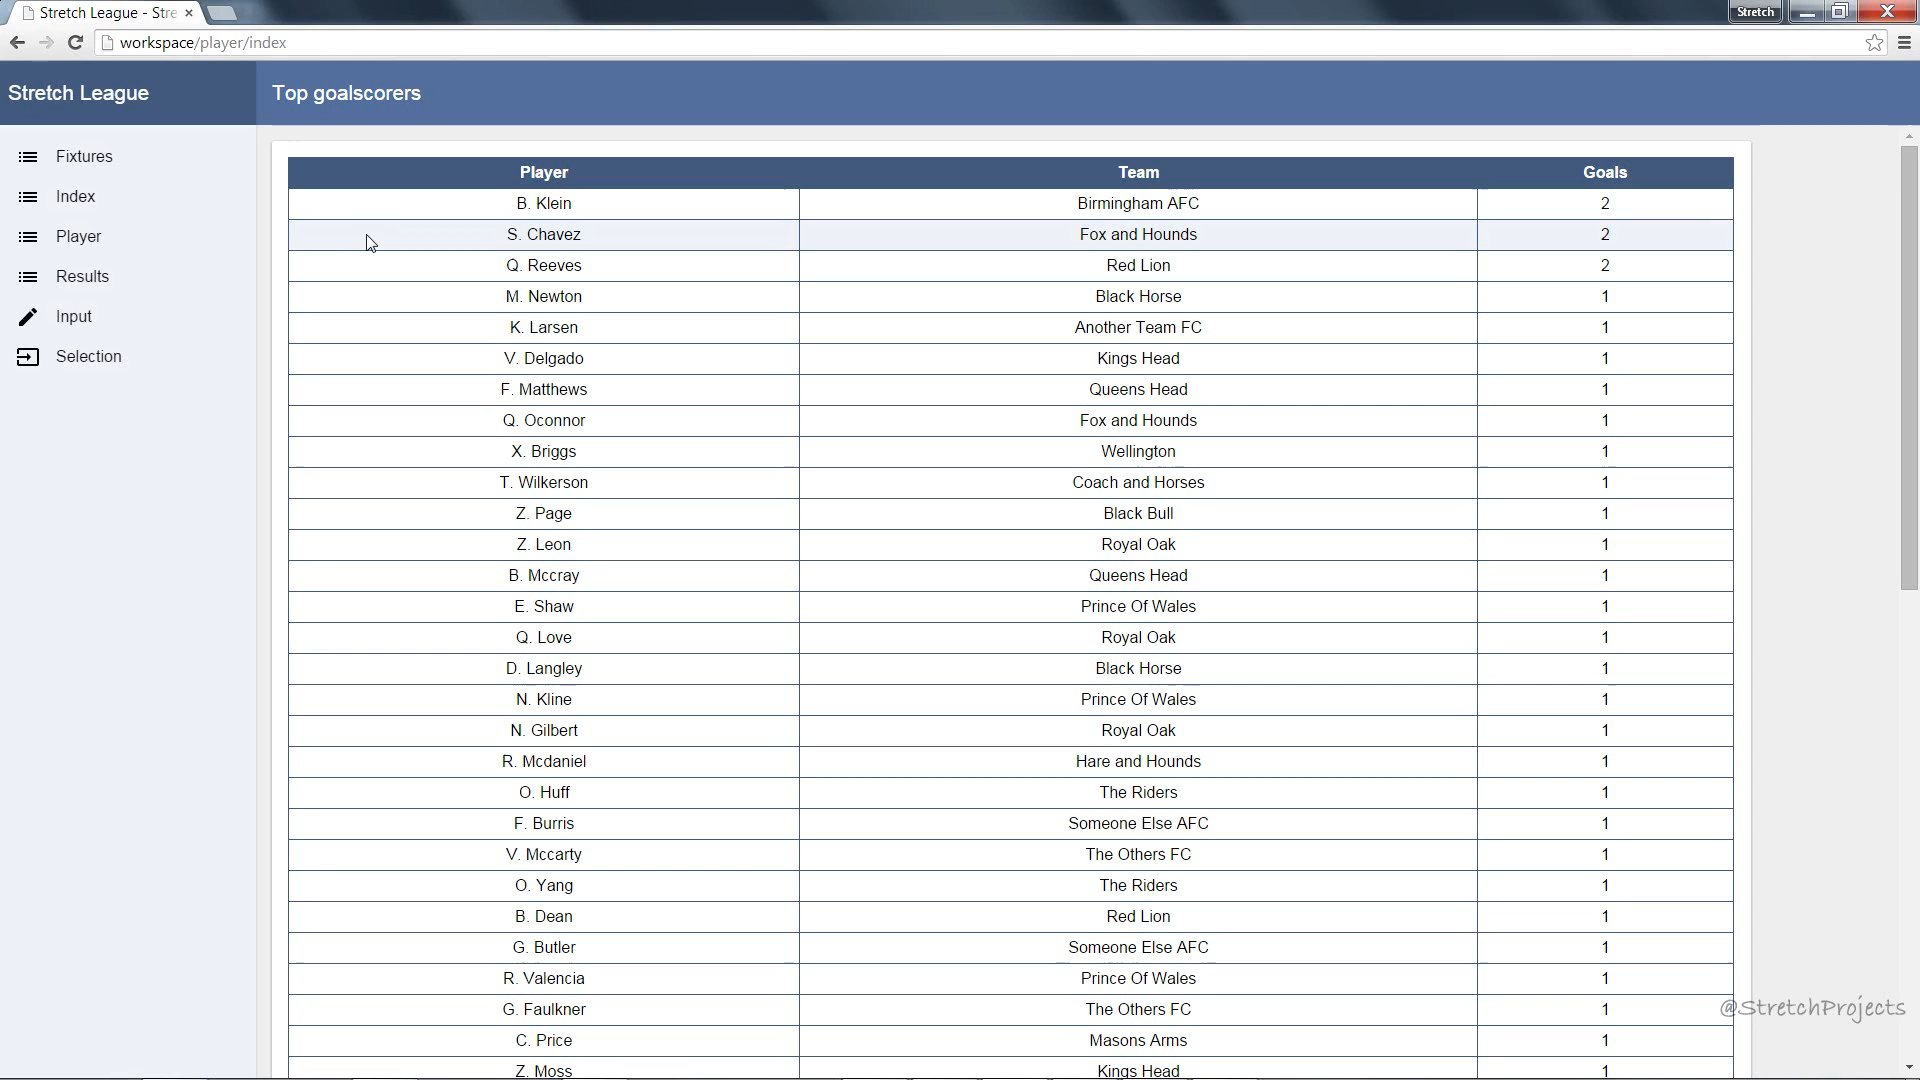 Stretch League - Stre
Stretch
workspace/player/index
Stretch League
Top goalscorers
Fixtures
Index
Player
Results
Input
Selection
Player Team Goals
B. Klein Birmingham AFC 2
S. Chavez Fox and Hounds 2
Q. Reeves Red Lion 2
M. Newton Black Horse 1
K. Larsen Another Team FC 1
V. Delgado Kings Head 1
F. Matthews Queens Head 1
Q. Oconnor Fox and Hounds 1
X. Briggs Wellington 1
T. Wilkerson Coach and Horses 1
Z. Page Black Bull 1
Z. Leon Royal Oak 1
B. Mccray Queens Head 1
E. Shaw Prince Of Wales 1
Q. Love Royal Oak 1
D. Langley Black Horse 1
N. Kline Prince Of Wales 1
N. Gilbert Royal Oak 1
R. Mcdaniel Hare and Hounds 1
O. Huff The Riders 1
F. Burris Someone Else AFC 1
V. Mccarty The Others FC 1
O. Yang The Riders 1
B. Dean Red Lion 1
G. Butler Someone Else AFC 1
R. Valencia Prince Of Wales 1
G. Faulkner The Others FC 1
C. Price Masons Arms 1
Z. Moss Kings Head 1
@StretchProjects